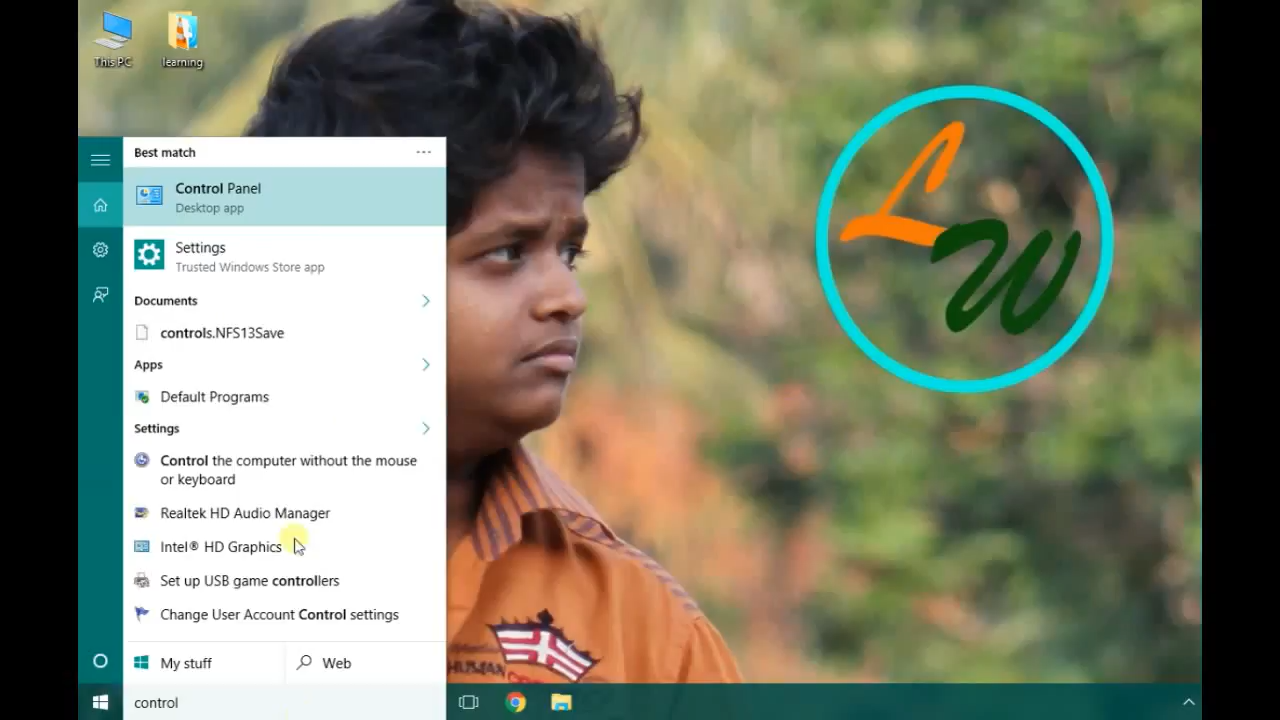 This PC
learning
LW
Best match
Control Panel
Desktop app
Settings
Trusted Windows Store app
Documents
controls.NFS13Save
Apps
Default Programs
Settings
Control the computer without the mouse
or keyboard
Realtek HD Audio Manager
Intel® HD Graphics
Set up USB game controllers
Change User Account Control settings
HUMAN
My stuff
Web
control